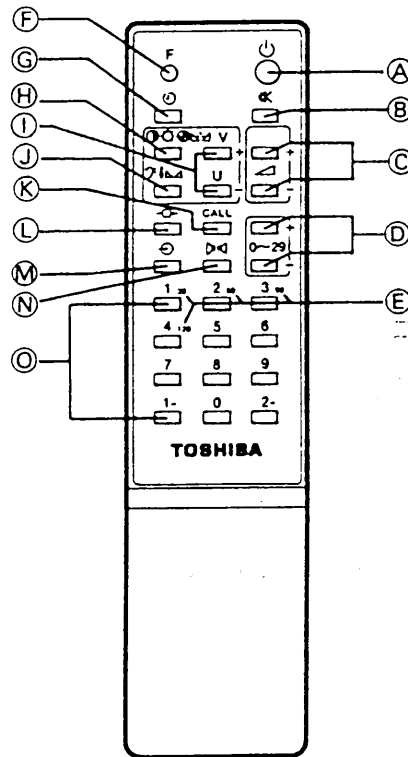 F
G
H
I
J
K
L
M
N
O
A
B
C
D
E
F
V
+ +
U
- -
CALL
+
0~29
-
1 2 3
4 5 6
7 8 9
1- 0 2-
TOSHIBA